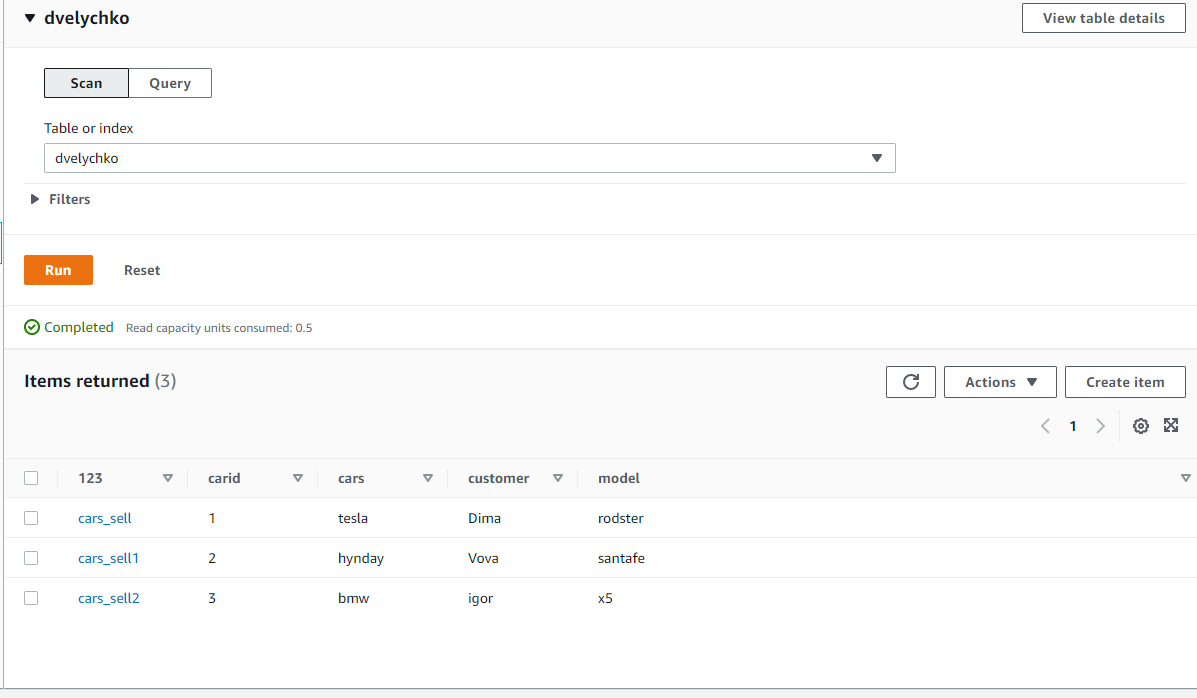 dvelychko View table details
Scan Query
Table or index
dvelychko
Filters
Run Reset
Completed Read capacity units consumed: 0.5
Items returned (3) Actions Create item
1
123 carid cars customer model
cars_sell 1 tesla Dima rodster
cars_sell1 2 hynday Vova santafe
cars_sell2 3 bmw igor x5